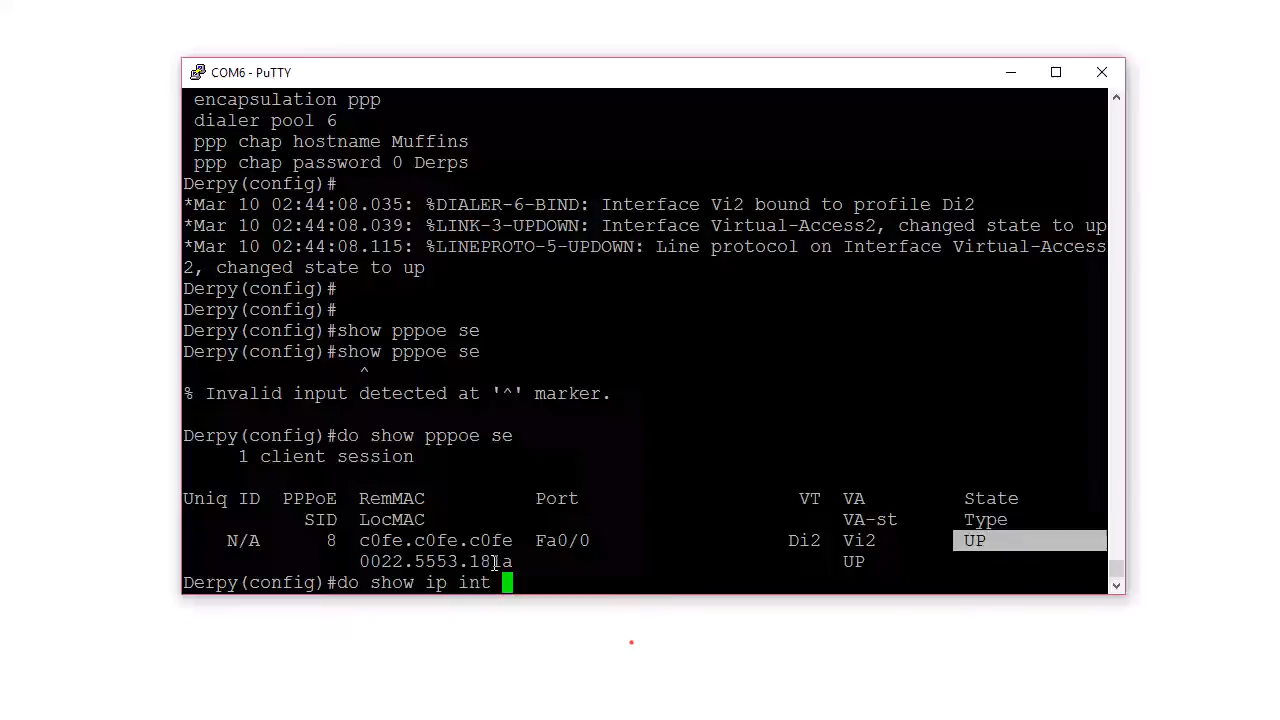 COM6 - PuTTY
encapsulation ppp
dialer pool 6
ppp chap hostname Muffins
ppp chap password 0 Derps
Derpy(config)#
*Mar 10 02:44:08.035: %DIALER-6-BIND: Interface Vi2 bound to profile Di2
*Mar 10 02:44:08.039: %LINK-3-UPDOWN: Interface Virtual-Access2, changed state to up
*Mar 10 02:44:08.115: %LINEPROTO-5-UPDOWN: Line protocol on Interface Virtual-Access
2, changed state to up
Derpy(config)#
Derpy(config)#
Derpy(config)#show pppoe se
Derpy(config)#show pppoe se
^
% Invalid input detected at '^' marker.
Derpy(config)#do show pppoe se
1 client session
Uniq ID PPPoE RemMAC Port VT VA State
SID LocMAC VA-st Type
N/A 8 c0fe.c0fe.c0fe Fa0/0 Di2 Vi2 UP
0022.5553.181a UP
Derpy(config)#do show ip int